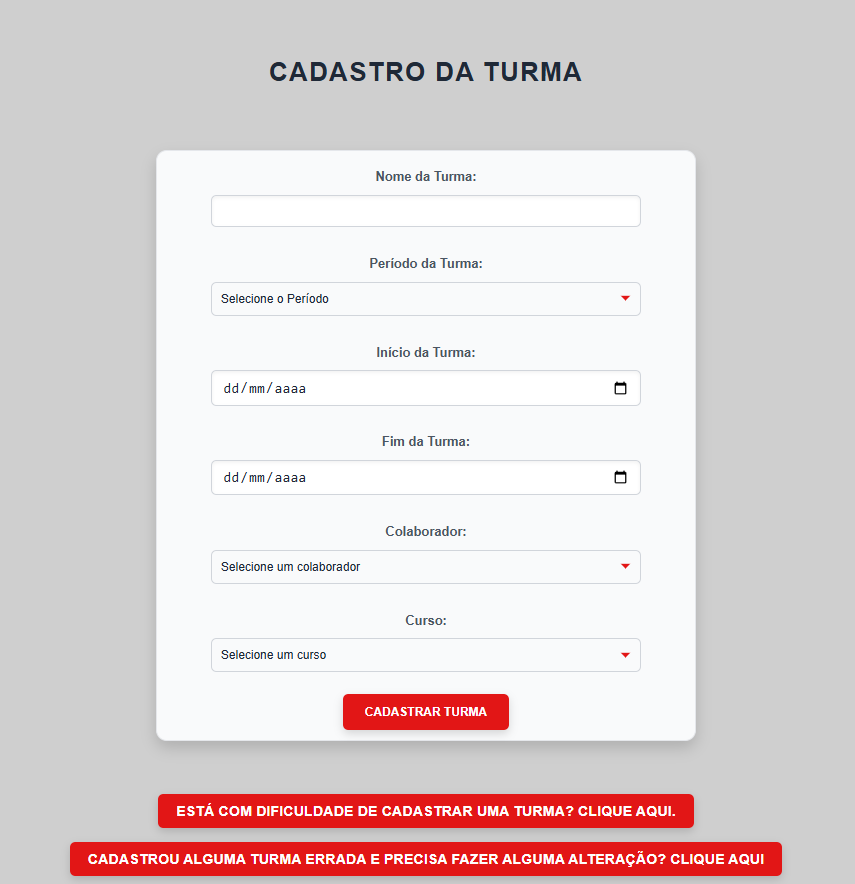 CADASTRO DA TURMA
Nome da Turma:
Período da Turma:
Selecione o Período
Início da Turma:
dd/mm/aaaa
Fim da Turma:
dd/mm/aaaa
Colaborador:
Selecione um colaborador
Curso:
Selecione um curso
CADASTRAR TURMA
ESTÁ COM DIFICULDADE DE CADASTRAR UMA TURMA? CLIQUE AQUI.
CADASTROU ALGUMA TURMA ERRADA E PRECISA FAZER ALGUMA ALTERAÇÃO? CLIQUE AQUI